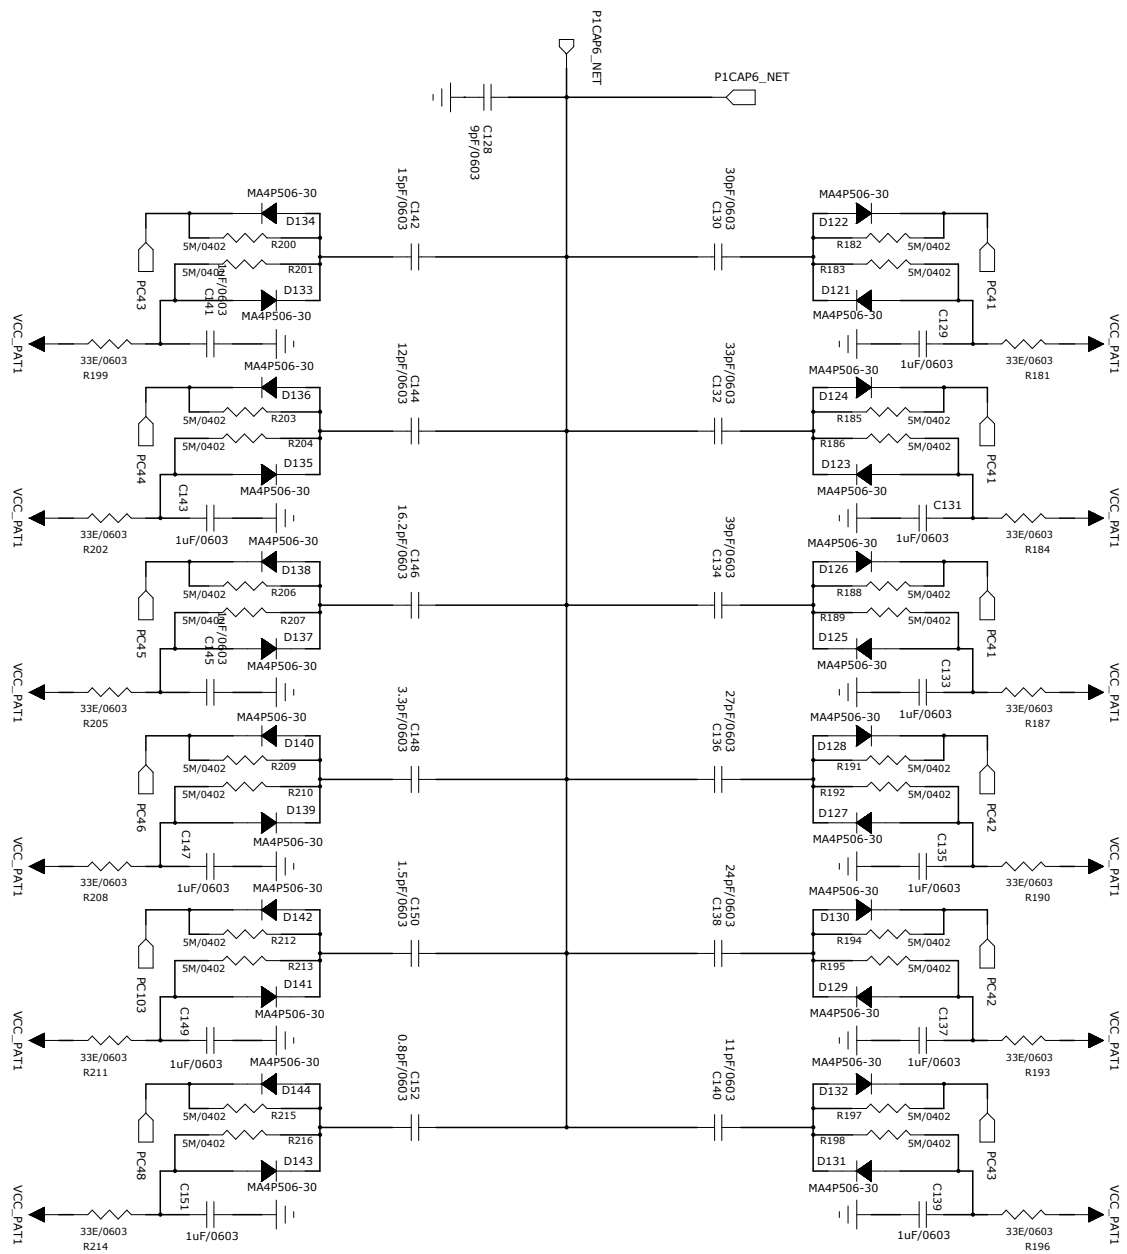 P1CAP6_NET
P1CAP6_NET
C128
9pF/0603
MA4P506-30
D134
R200
5M/0402
R201
5M/0402
1uF/0603
C141
D133
MA4P506-30
PC43
VCC_PAT1
33E/0603
R199
C142
15pF/0603
C130
30pF/0603
MA4P506-30
D122
R182
5M/0402
R183
5M/0402
D121
MA4P506-30
PC41
C129
1uF/0603
33E/0603
R181
VCC_PAT1
MA4P506-30
D136
R203
5M/0402
R204
5M/0402
D135
MA4P506-30
PC44
C143
1uF/0603
VCC_PAT1
33E/0603
R202
C144
12pF/0603
C132
33pF/0603
MA4P506-30
D124
R185
5M/0402
R186
5M/0402
D123
MA4P506-30
PC41
C131
1uF/0603
33E/0603
R184
VCC_PAT1
MA4P506-30
D138
R206
5M/0402
R207
5M/0402
1uF/0603
C145
D137
MA4P506-30
PC45
VCC_PAT1
33E/0603
R205
C146
16.2pF/0603
C134
39pF/0603
MA4P506-30
D126
R188
5M/0402
R189
5M/0402
D125
MA4P506-30
PC41
C133
1uF/0603
33E/0603
R187
VCC_PAT1
MA4P506-30
D140
R209
5M/0402
R210
5M/0402
D139
MA4P506-30
PC46
C147
1uF/0603
VCC_PAT1
33E/0603
R208
C148
3.3pF/0603
C136
27pF/0603
MA4P506-30
D128
R191
5M/0402
R192
5M/0402
D127
MA4P506-30
PC42
C135
1uF/0603
33E/0603
R190
VCC_PAT1
MA4P506-30
D142
R212
5M/0402
R213
5M/0402
D141
MA4P506-30
PC103
C149
1uF/0603
VCC_PAT1
33E/0603
R211
C150
1.5pF/0603
C138
24pF/0603
MA4P506-30
D130
R194
5M/0402
R195
5M/0402
D129
MA4P506-30
PC42
C137
1uF/0603
33E/0603
R193
VCC_PAT1
MA4P506-30
D144
R215
5M/0402
R216
5M/0402
D143
MA4P506-30
PC48
C151
1uF/0603
VCC_PAT1
33E/0603
R214
C152
0.8pF/0603
C140
11pF/0603
MA4P506-30
D132
R197
5M/0402
R198
5M/0402
D131
MA4P506-30
PC43
C139
1uF/0603
33E/0603
R196
VCC_PAT1